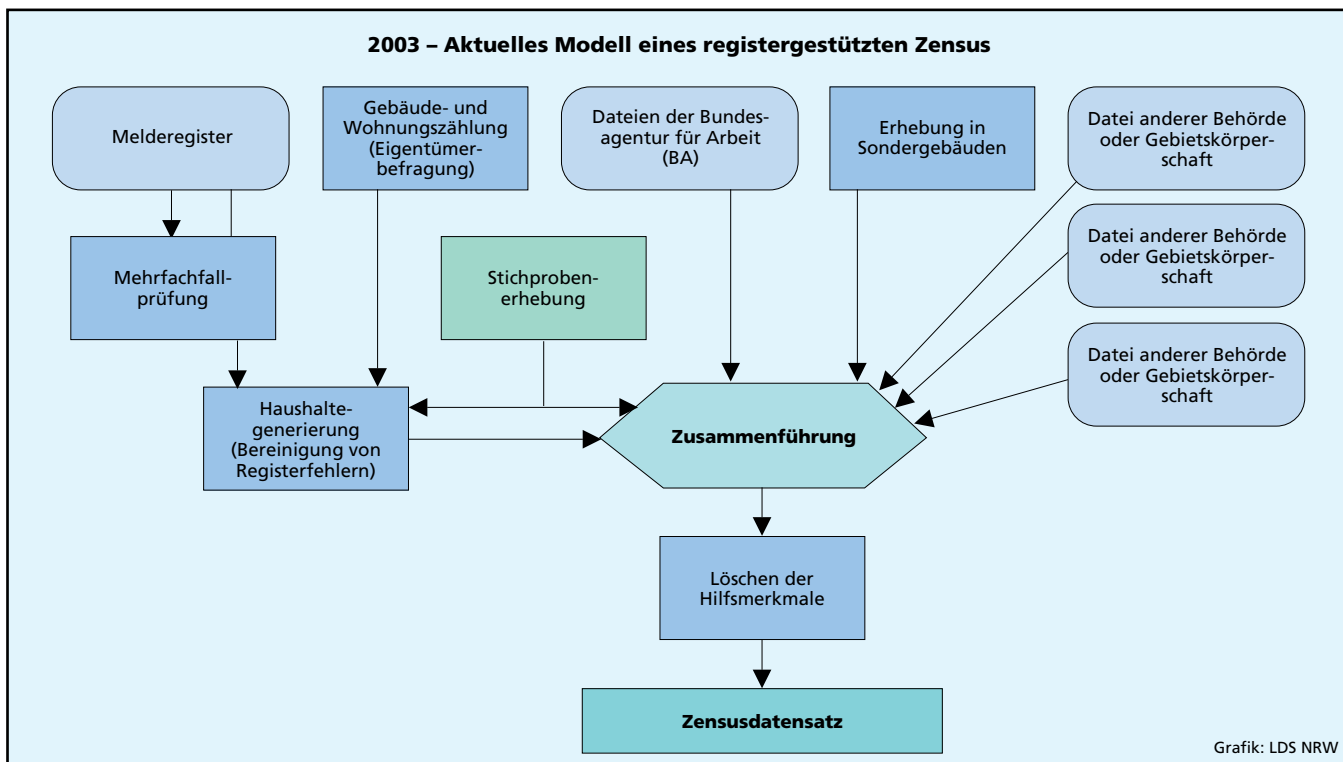 2003 – Aktuelles Modell eines registergestützten Zensus
Melderegister
Gebäude- und
Wohnungszählung
(Eigentümer-
befragung)
Dateien der Bundes-
agentur für Arbeit
(BA)
Erhebung in
Sondergebäuden
Datei anderer Behörde
oder Gebietskörper-
schaft
Mehrfachfall-
prüfung
Stichproben-
erhebung
Datei anderer Behörde
oder Gebietskörper-
schaft
Datei anderer Behörde
oder Gebietskörper-
schaft
Haushalte-
generierung
(Bereinigung von
Registerfehlern)
Zusammenführung
Löschen der
Hilfsmerkmale
Zensusdatensatz
Grafik: LDS NRW